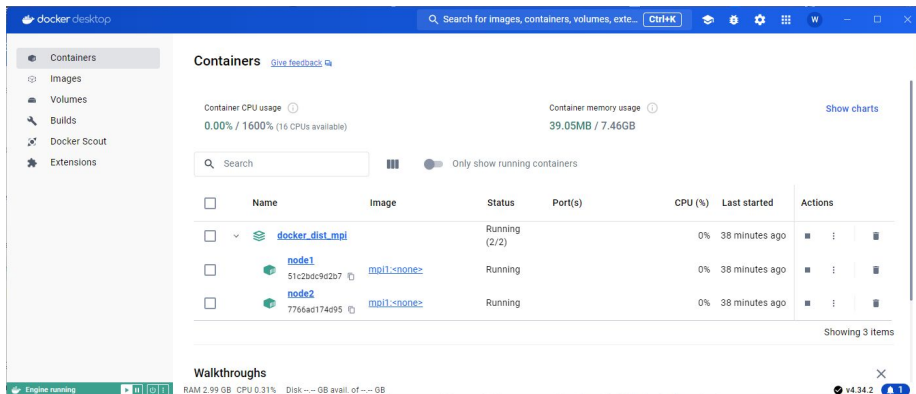 docker desktop
Search for images, containers, volumes, exte... Ctrl+K
W
Containers
Images
Volumes
Builds
Docker Scout
Extensions
Containers Give feedback
Container CPU usage
0.00% / 1600% (16 CPUs available)
Container memory usage
39.05MB / 7.46GB
Show charts
Search
Only show running containers
Name Image Status Port(s) CPU (%) Last started Actions
docker_dist_mpi Running (2/2) 0% 38 minutes ago
node1
51c2bdc9d2b7 mpi1:<none> Running 0% 38 minutes ago
node2
7766ad174d95 mpi1:<none> Running 0% 38 minutes ago
Showing 3 items
Walkthroughs
Engine running
RAM 2.99 GB CPU 0.31% Disk --.-- GB avail. of --.-- GB
v4.34.2 1